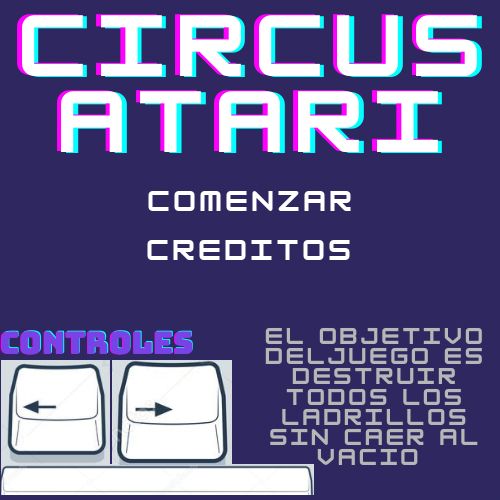 CIRCUS
ATARI
COMENZAR
CREDITOS
CONTROLES
EL OBJETIVO
DELJUEGO ES
DESTRUIR
TODOS LOS
LADRILLOS
SIN CAER AL
VACIO